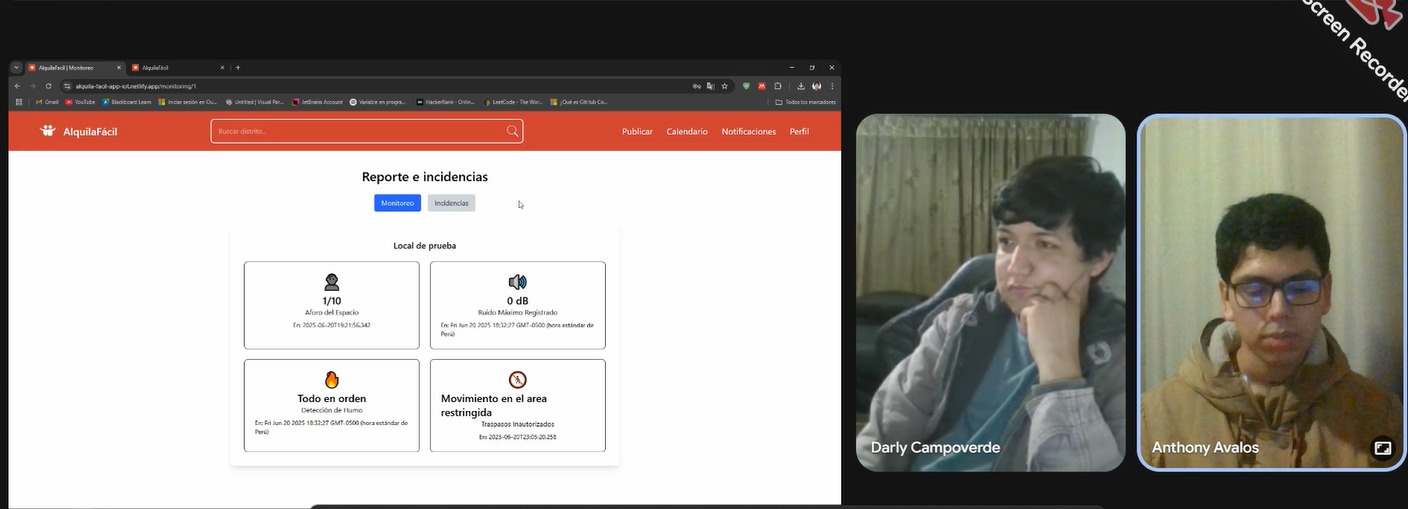 Screen Recorder
AlquilaFacil | Monitoreo
AlquilaFácil
alquila-facil-app-iot.netlify.app/monitoring/1
Gmail
YouTube
Blackboard Learn
Iniciar sesión en Ou...
Untitled | Visual Par...
JetBrains Account
Variable en progra...
HackerRank - Onlin...
LeetCode - The Wor...
¿Qué es GitHub Co...
Todos los marcadores
AlquilaFácil
Buscar distrito...
Publicar
Calendario
Notificaciones
Perfil
Reporte e incidencias
Monitoreo
Incidencias
Local de prueba
1/10
Aforo del Espacio
En: 2025-06-20T19:21:56.342
0 dB
Ruido Máximo Registrado
En: Fri Jun 20 2025 18:32:27 GMT-0500 (hora estándar de
Perú)
Todo en orden
Detección de Humo
En: Fri Jun 20 2025 18:32:27 GMT-0500 (hora estándar de
Perú)
Movimiento en el area
restringida
Traspasos Inautorizados
En: 2025-06-20T23:05:20.258
Darly Campoverde
Anthony Avalos